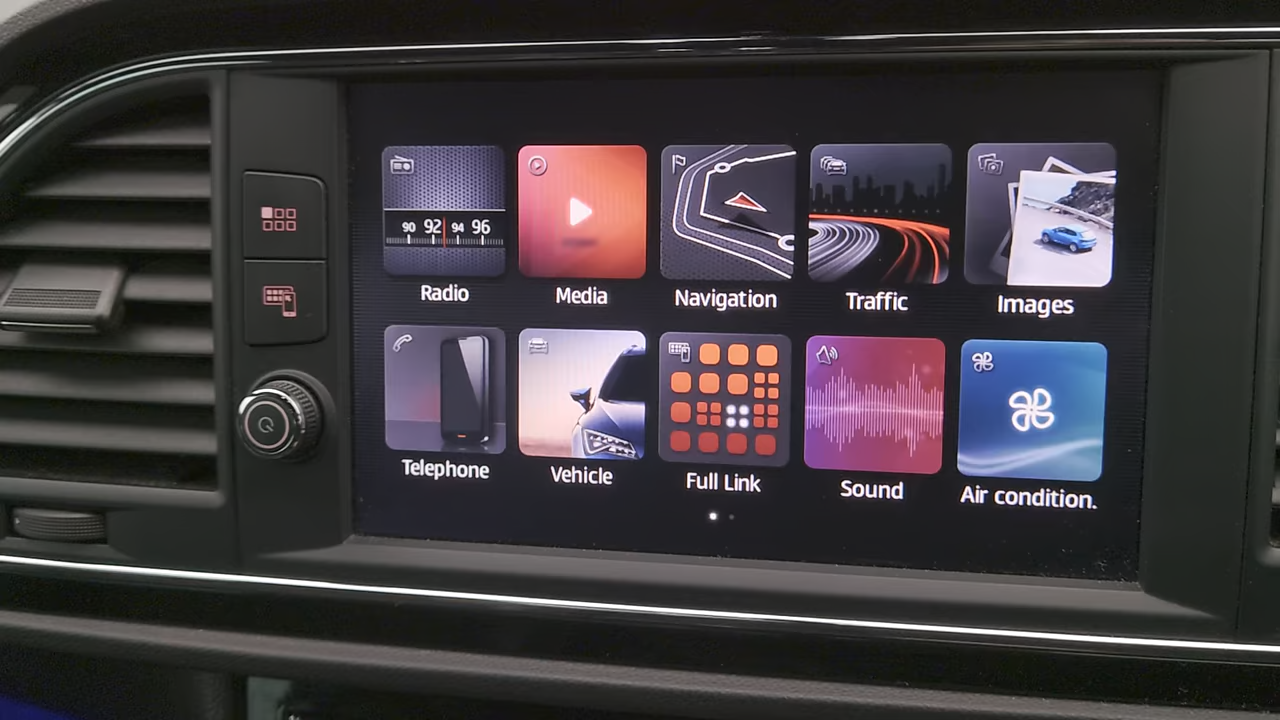 90 92 94 96
Radio
Media
Navigation
Traffic
Images
Telephone
Vehicle
Full Link
Sound
Air condition.